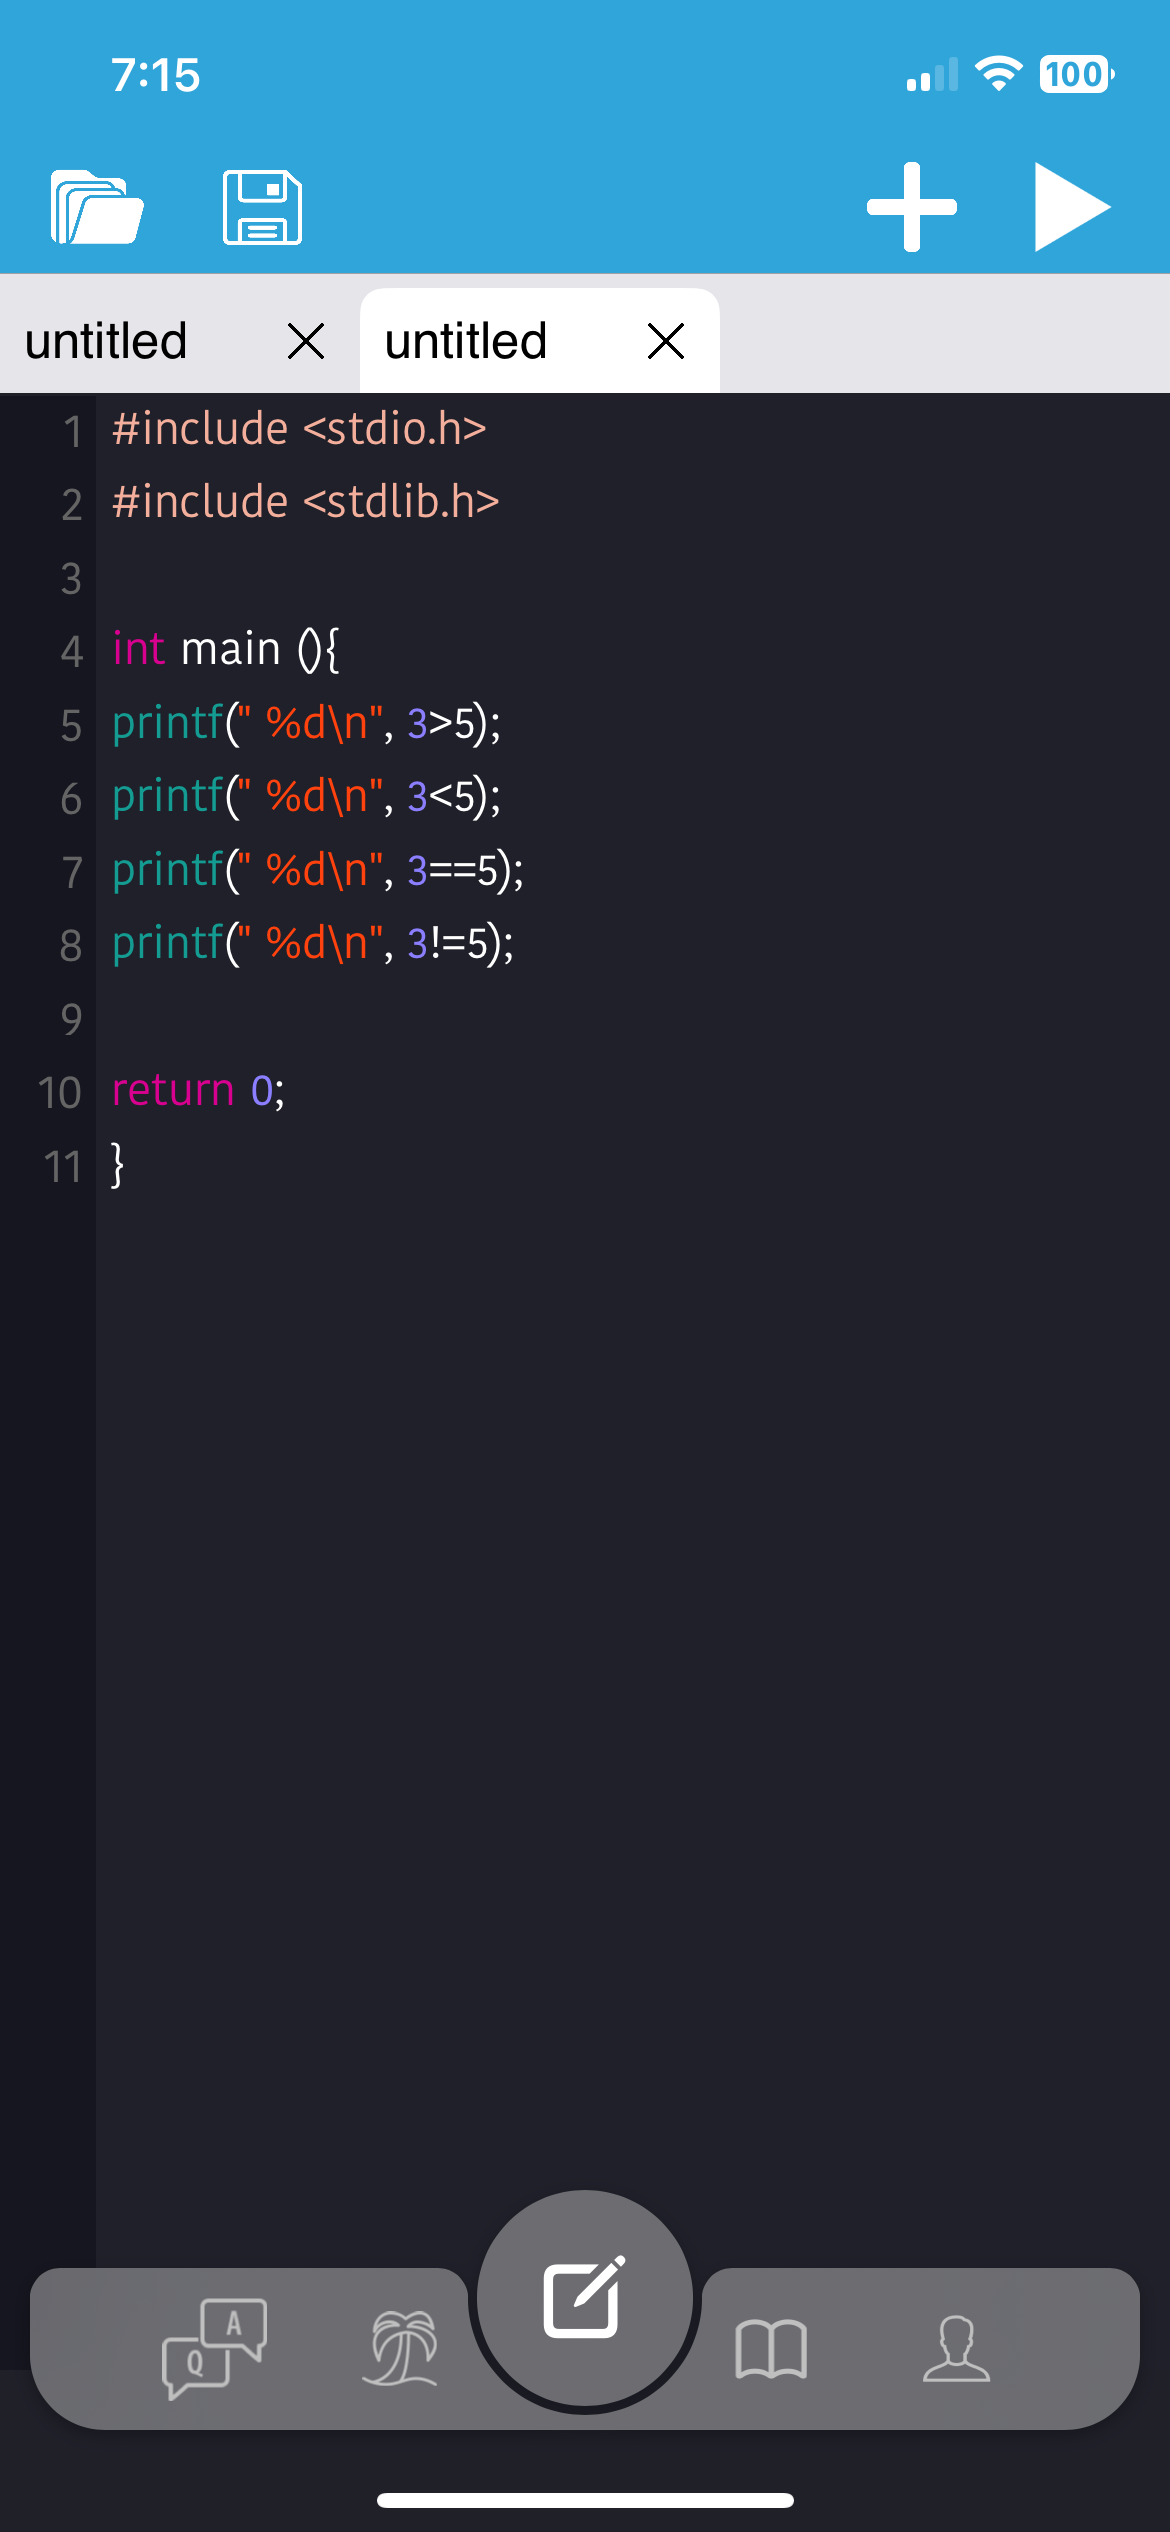 7:15
100
untitled
untitled
1 #include <stdio.h>
2 #include <stdlib.h>
3
4 int main (){
5 printf(" %d\n", 3>5);
6 printf(" %d\n", 3<5);
7 printf(" %d\n", 3==5);
8 printf(" %d\n", 3!=5);
9
10 return 0;
11 }
A
Q